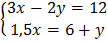 3x − 2y = 12
1,5x = 6 + y